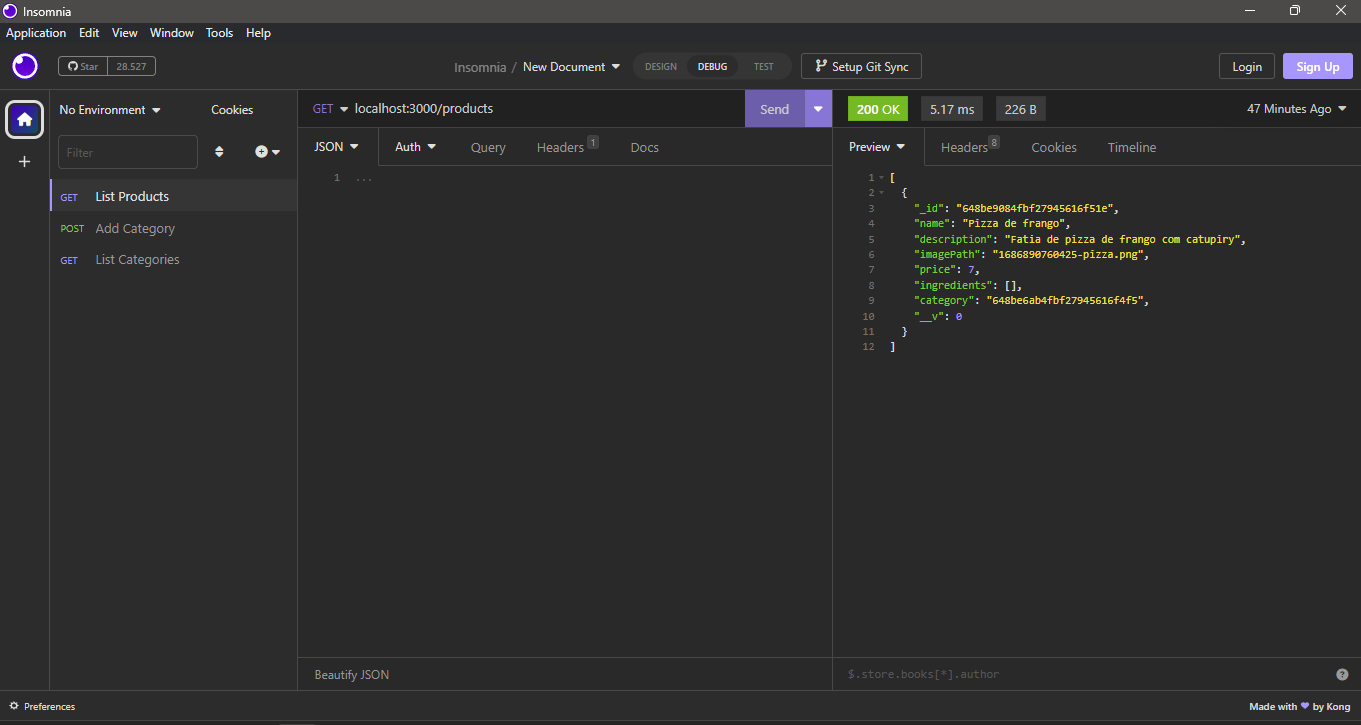 Insomnia
Application Edit View Window Tools Help
Star 28.527 Insomnia / New Document DESIGN DEBUG TEST Setup Git Sync Login Sign Up
No Environment Cookies
Filter
GET List Products
POST Add Category
GET List Categories
GET localhost:3000/products Send
JSON Auth Query Headers 1 Docs
1 ...
Beautify JSON
200 OK 5.17 ms 226 B 47 Minutes Ago
Preview Headers 8 Cookies Timeline
1 [
2 {
3 "_id": "648be9084fbf27945616f51e",
4 "name": "Pizza de frango",
5 "description": "Fatia de pizza de frango com catupiry",
6 "imagePath": "1686890760425-pizza.png",
7 "price": 7,
8 "ingredients": [],
9 "category": "648be6ab4fbf27945616f4f5",
10 "__v": 0
11 }
12 ]
$.store.books[*].author ?
Preferences Made with ❤ by Kong